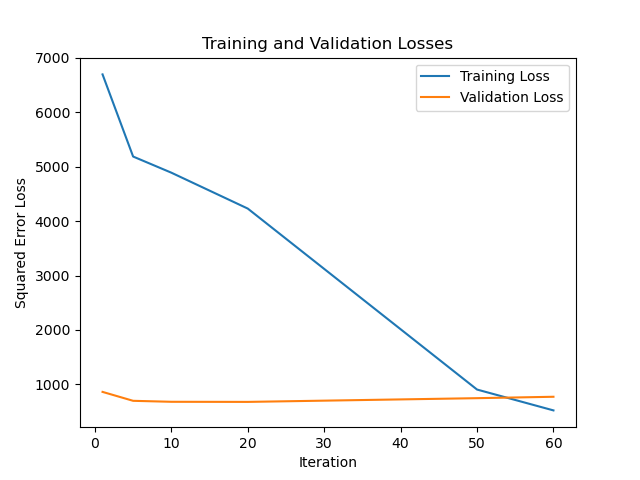 Training and Validation Losses
Training Loss
Validation Loss
Squared Error Loss
7000
6000
5000
4000
3000
2000
1000
0 10 20 30 40 50 60
Iteration